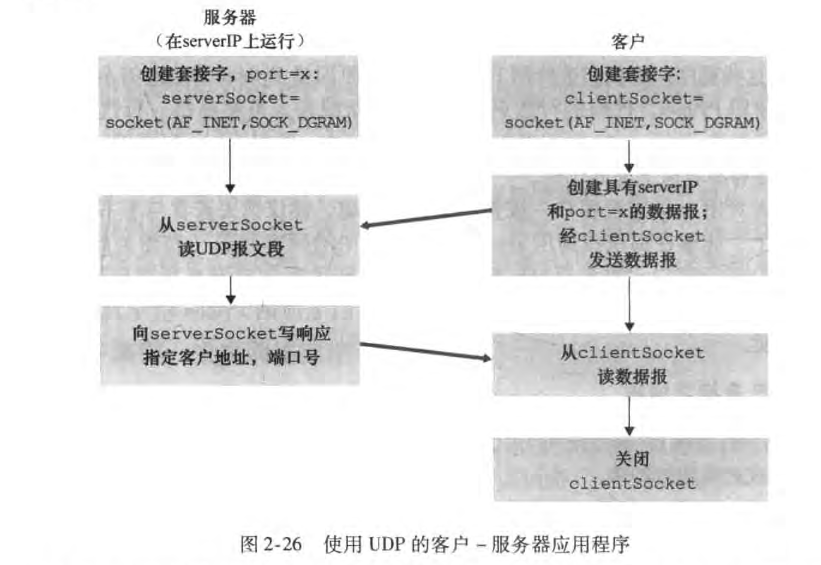 服务器
（在serverIP上运行）
创建套接字，port=x:
serverSocket=
socket(AF_INET,SOCK_DGRAM)
从serverSocket
读UDP报文段
向serverSocket写响应
指定客户地址，端口号
客户
创建套接字:
clientSocket=
socket(AF_INET,SOCK_DGRAM)
创建具有serverIP
和port=x的数据报；
经clientSocket
发送数据报
从clientSocket
读数据报
关闭
clientSocket
图 2-26 使用 UDP 的客户 – 服务器应用程序